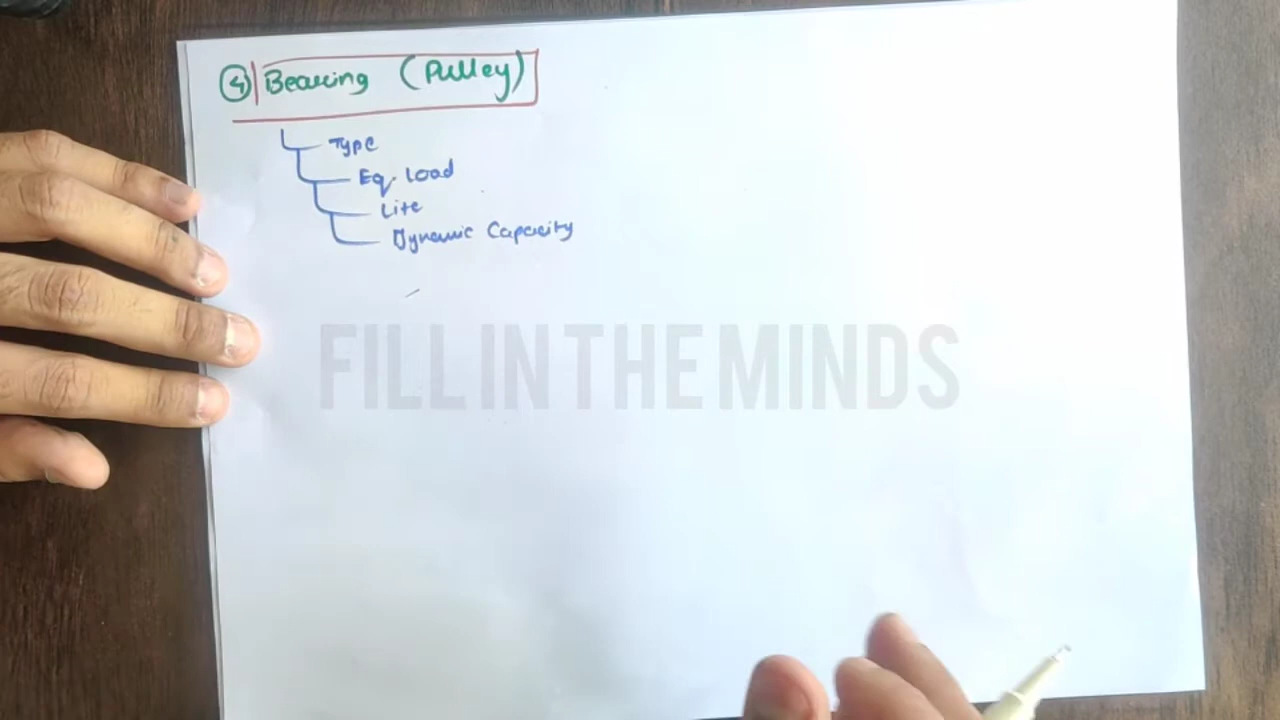 4 Bearing (Pulley)
Type
Eq. Load
Life
Dynamic Capacity
FILL IN THE MINDS